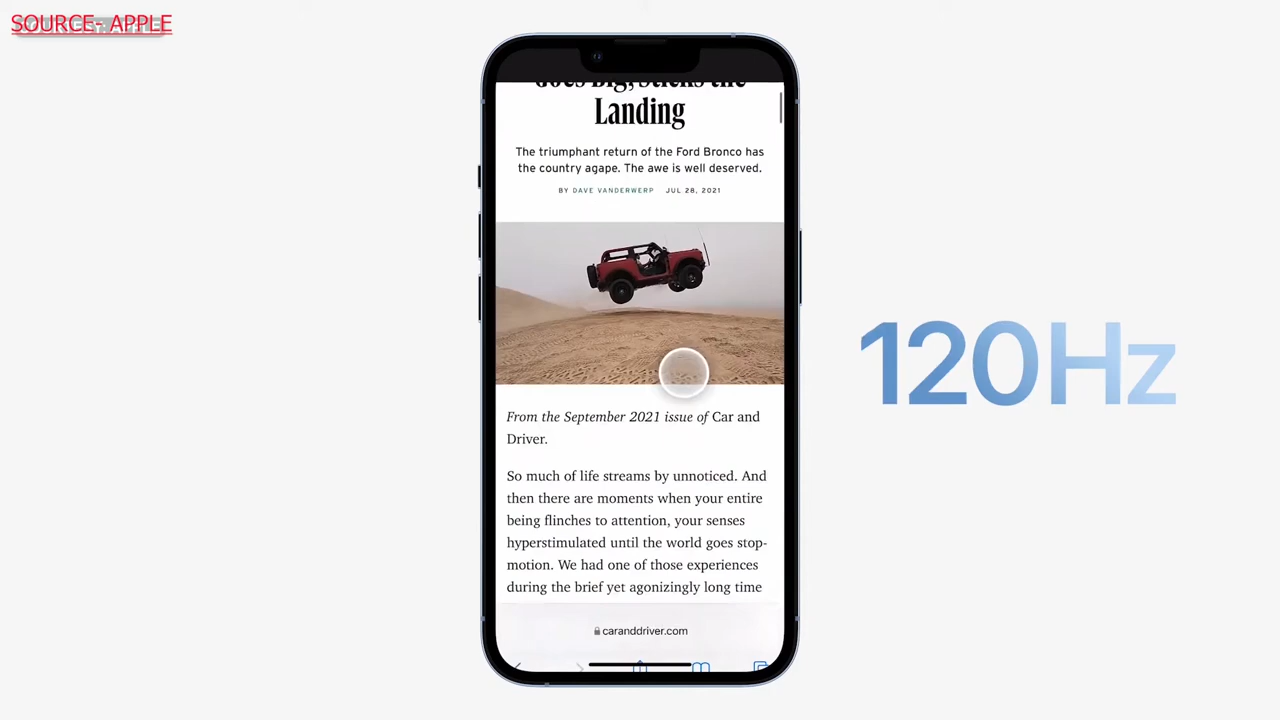 SOURCE- APPLE
goes Big, Sticks the
Landing
The triumphant return of the Ford Bronco has
the country agape. The awe is well deserved.
BY DAVE VANDERWERP JUL 28, 2021
120Hz
From the September 2021 issue of Car and
Driver.
So much of life streams by unnoticed. And
then there are moments when your entire
being flinches to attention, your senses
hyperstimulated until the world goes stop-
motion. We had one of those experiences
during the brief yet agonizingly long time
caranddriver.com